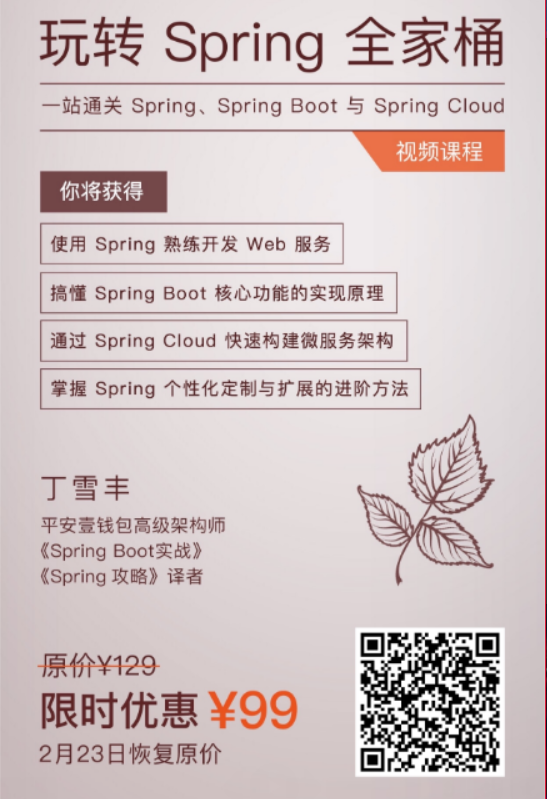 玩转 Spring 全家桶
一站通关 Spring、Spring Boot 与 Spring Cloud
视频课程
你将获得
使用 Spring 熟练开发 Web 服务
搞懂 Spring Boot 核心功能的实现原理
通过 Spring Cloud 快速构建微服务架构
掌握 Spring 个性化定制与扩展的进阶方法
丁雪丰
平安壹钱包高级架构师
《Spring Boot实战》
《Spring 攻略》译者
原价¥129
限时优惠 ¥99
2月23日恢复原价